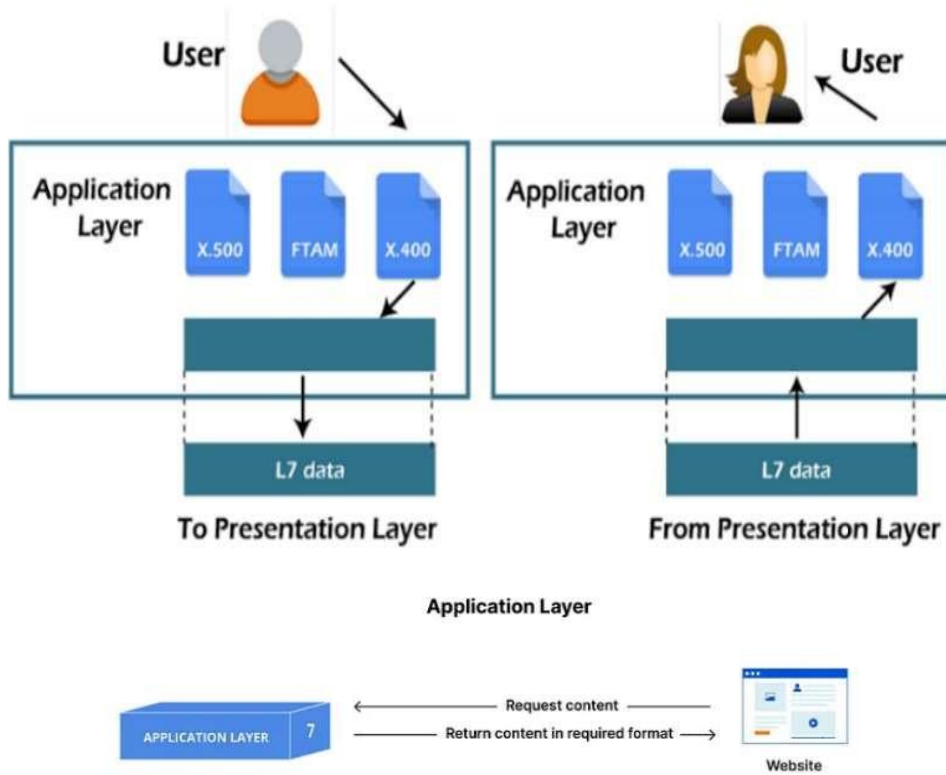 User
User
Application
Layer
X.500
FTAM
X.400
Application
Layer
X.500
FTAM
X.400
L7 data
L7 data
To Presentation Layer
From Presentation Layer
Application Layer
APPLICATION LAYER
7
Request content
Return content in required format
Website